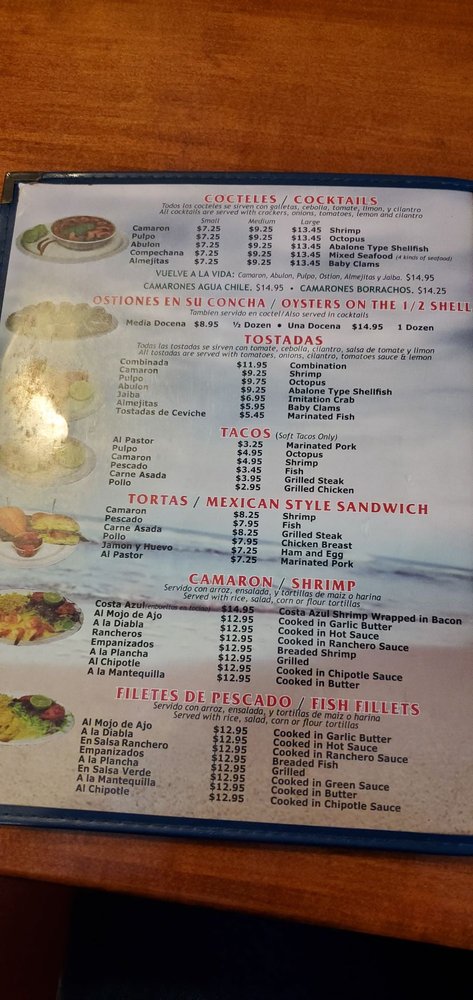 COCTELES / COCKTAILS
Todos los cocteles se sirven con galletas, cebolla, tomate, limon, y cilantro
All cocktails are served with crackers, onions, tomatoes, lemon and cilantro
Small Medium Large
Camaron $7.25 $9.25 $13.45 Shrimp
Pulpo $7.25 $9.25 $13.45 Octopus
Abulon $7.25 $9.25 $13.45 Abalone Type Shellfish
Compechana $7.25 $9.25 $13.45 Mixed Seafood (4 kinds of seafood)
Almejitas $7.25 $9.25 $13.45 Baby Clams
VUELVE A LA VIDA: Camaron, Abulon, Pulpo, Ostion, Almejitas y Jaiba. $14.95
CAMARONES AGUA CHILE. $14.95 • CAMARONES BORRACHOS. $14.25
OSTIONES EN SU CONCHA / OYSTERS ON THE 1/2 SHELL
Tambien servido en coctel/Also served in cocktails
Media Docena $8.95 ½ Dozen • Una Docena $14.95 1 Dozen
TOSTADAS
Todas las tostadas se sirven con tomate, cebolla, cilantro, salsa de tomate y limon
All tostadas are served with tomatoes, onions, cilantro, tomatoes sauce & lemon
Combinada $11.95 Combination
Camaron $9.25 Shrimp
Pulpo $9.75 Octopus
Abulon $9.25 Abalone Type Shellfish
Jaiba $6.95 Imitation Crab
Almejitas $5.95 Baby Clams
Tostadas de Ceviche $5.45 Marinated Fish
TACOS (Soft Tacos Only)
Al Pastor $3.25 Marinated Pork
Pulpo $4.95 Octopus
Camaron $4.95 Shrimp
Pescado $3.45 Fish
Carne Asada $3.95 Grilled Steak
Pollo $2.95 Grilled Chicken
TORTAS / MEXICAN STYLE SANDWICH
Camaron $8.25 Shrimp
Pescado $7.95 Fish
Carne Asada $8.25 Grilled Steak
Pollo $7.95 Chicken Breast
Jamon y Huevo $7.25 Ham and Egg
Al Pastor $7.25 Marinated Pork
CAMARON / SHRIMP
Servido con arroz, ensalada, y tortillas de maiz o harina
Served with rice, salad, corn or flour tortillas
Costa Azul (envueltos en tocino) $14.95 Costa Azul Shrimp Wrapped in Bacon
Al Mojo de Ajo $12.95 Cooked in Garlic Butter
A la Diabla $12.95 Cooked in Hot Sauce
Rancheros $12.95 Cooked in Ranchero Sauce
Empanizados $12.95 Breaded Shrimp
A la Plancha $12.95 Grilled
Al Chipotle $12.95 Cooked in Chipotle Sauce
A la Mantequilla $12.95 Cooked in Butter
FILETES DE PESCADO / FISH FILLETS
Servido con arroz, ensalada, y tortillas de maiz o harina
Served with rice, salad, corn or flour tortillas
Al Mojo de Ajo $12.95 Cooked in Garlic Butter
A la Diabla $12.95 Cooked in Hot Sauce
En Salsa Ranchero $12.95 Cooked in Ranchero Sauce
Empanizados $12.95 Breaded Fish
A la Plancha $12.95 Grilled
En Salsa Verde $12.95 Cooked in Green Sauce
A la Mantequilla $12.95 Cooked in Butter
Al Chipotle $12.95 Cooked in Chipotle Sauce